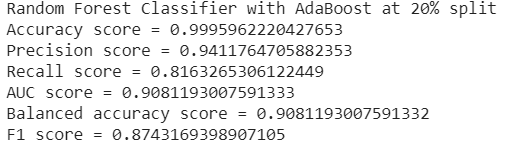 Random Forest Classifier with AdaBoost at 20% split
Accuracy score = 0.9995962220427653
Precision score = 0.9411764705882353
Recall score = 0.8163265306122449
AUC score = 0.9081193007591333
Balanced accuracy score = 0.9081193007591332
F1 score = 0.8743169398907105